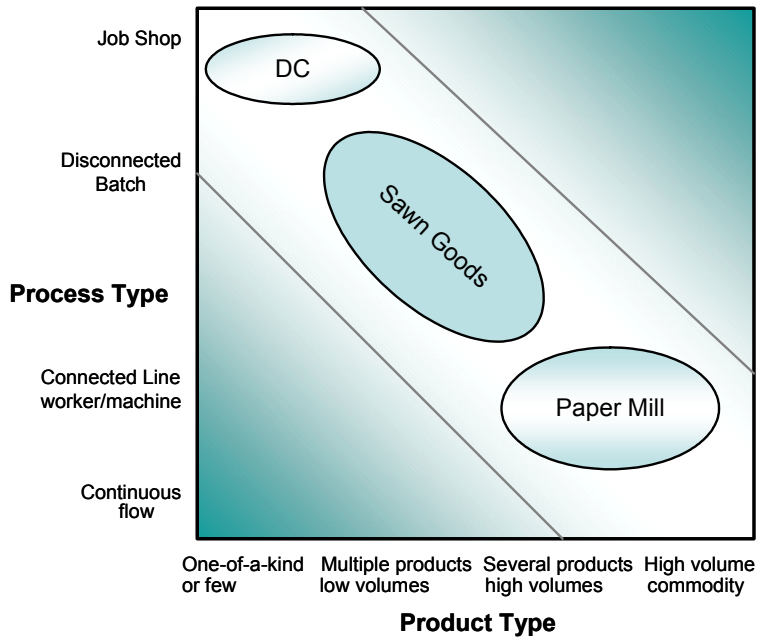 Job Shop
DC
Disconnected
Batch
Sawn Goods
Process Type
Connected Line
worker/machine
Paper Mill
Continuous
flow
One-of-a-kind
or few
Multiple products
low volumes
Several products
high volumes
High volume
commodity
Product Type